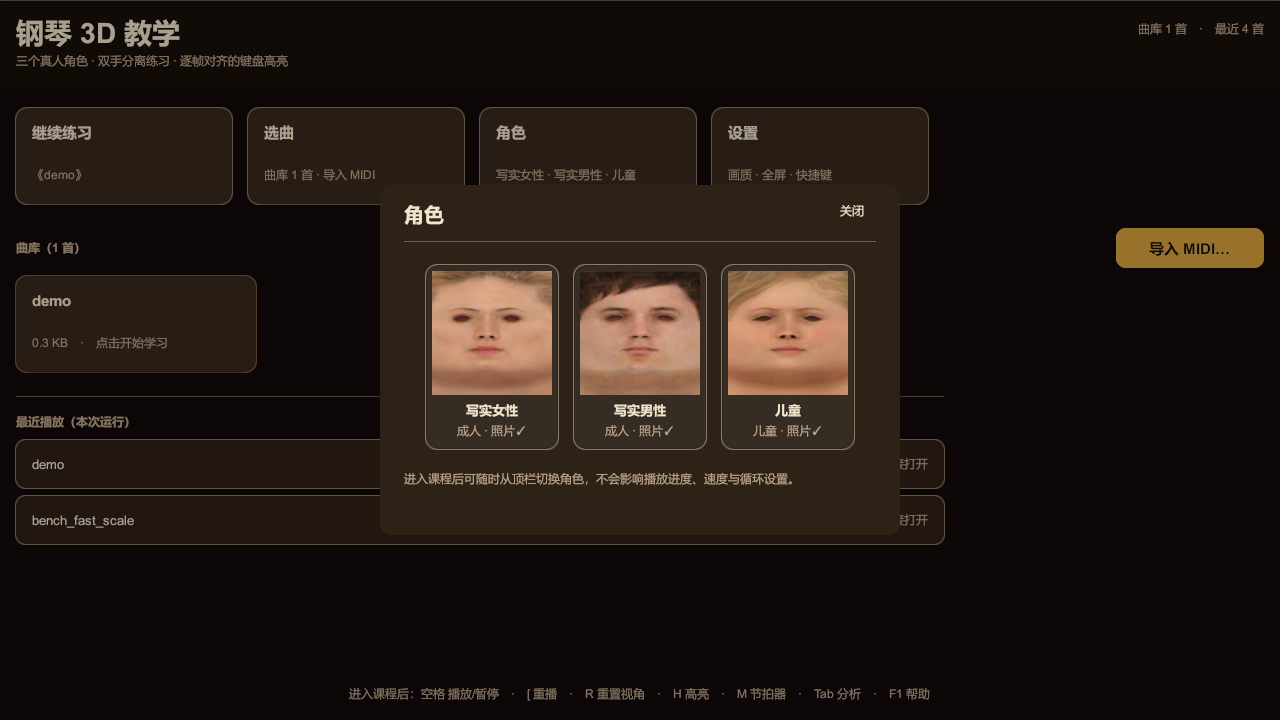 钢琴 3D 教学
曲库 1 首 · 最近 4 首
三个真人角色 · 双手分离练习 · 逐帧对齐的键盘高亮
继续练习
《demo》
选曲
曲库 1 首 · 导入 MIDI
角色
写实女性 · 写实男性 · 儿童
设置
画质 · 全屏 · 快捷键
曲库（1 首）
导入 MIDI...
demo
0.3 KB · 点击开始学习
角色
关闭
写实女性
成人 · 照片✓
写实男性
成人 · 照片✓
儿童
儿童 · 照片✓
进入课程后可随时从顶栏切换角色，不会影响播放进度、速度与循环设置。
最近播放（本次运行）
demo
打开
bench_fast_scale
打开
进入课程后：空格 播放/暂停 · [ 重播 · R 重置视角 · H 高亮 · M 节拍器 · Tab 分析 · F1 帮助